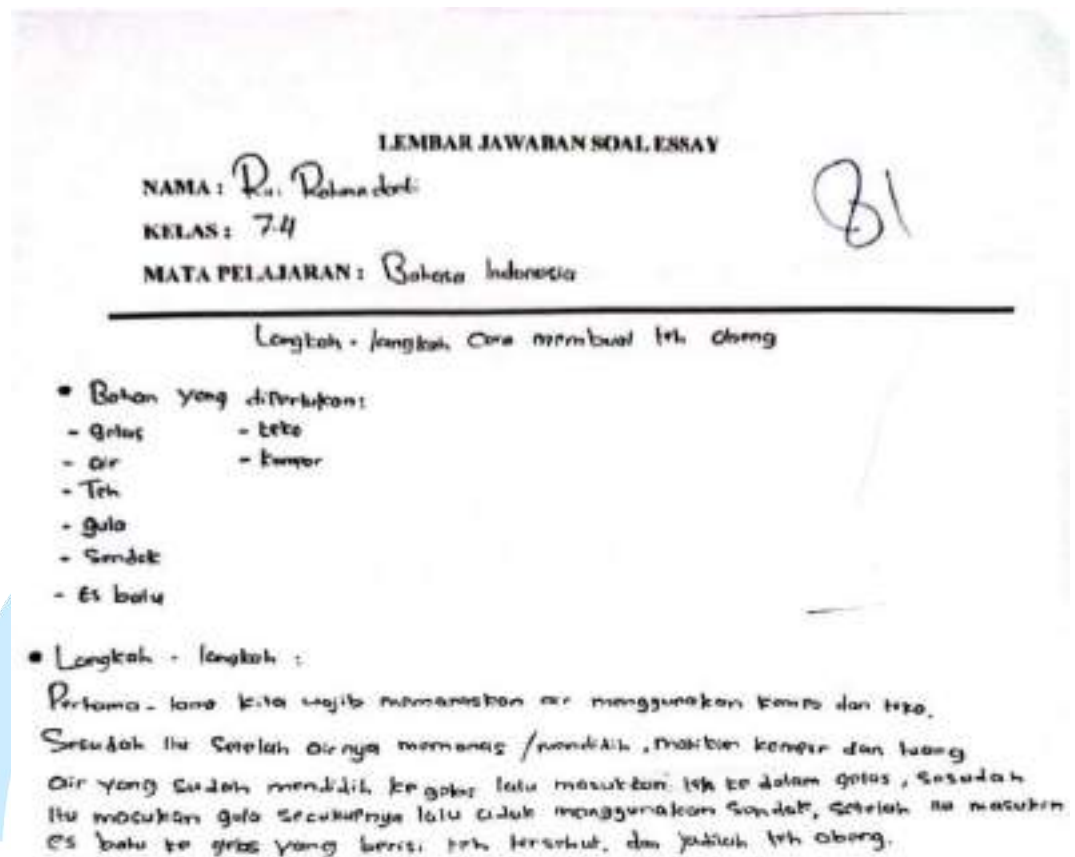 LEMBAR JAWABAN SOAL ESSAY
NAMA : Rahmadani
81
KELAS : 7.4
MATA PELAJARAN : Bahasa Indonesia
Langkah - langkah Cara membuat teh Obeng
• Bahan yang diperlukan:
- gelas - teko
- air - kompor
- Teh
- gula
- Sendok
- Es batu
• Langkah - langkah :
Pertama - kita wajib memanaskan air menggunakan dan teko.
Sesudah itu Setelah airnya memanas / mendidih, matikan kompor dan tuang
air yang sudah mendidih ke gelas lalu masukkan teh ke dalam gelas, Sesudah
itu masukan gula secukupnya lalu aduk menggunakan Sendok, setelah itu masukin
es batu ke gelas yang berisi teh tersebut, dan jadilah teh obeng.